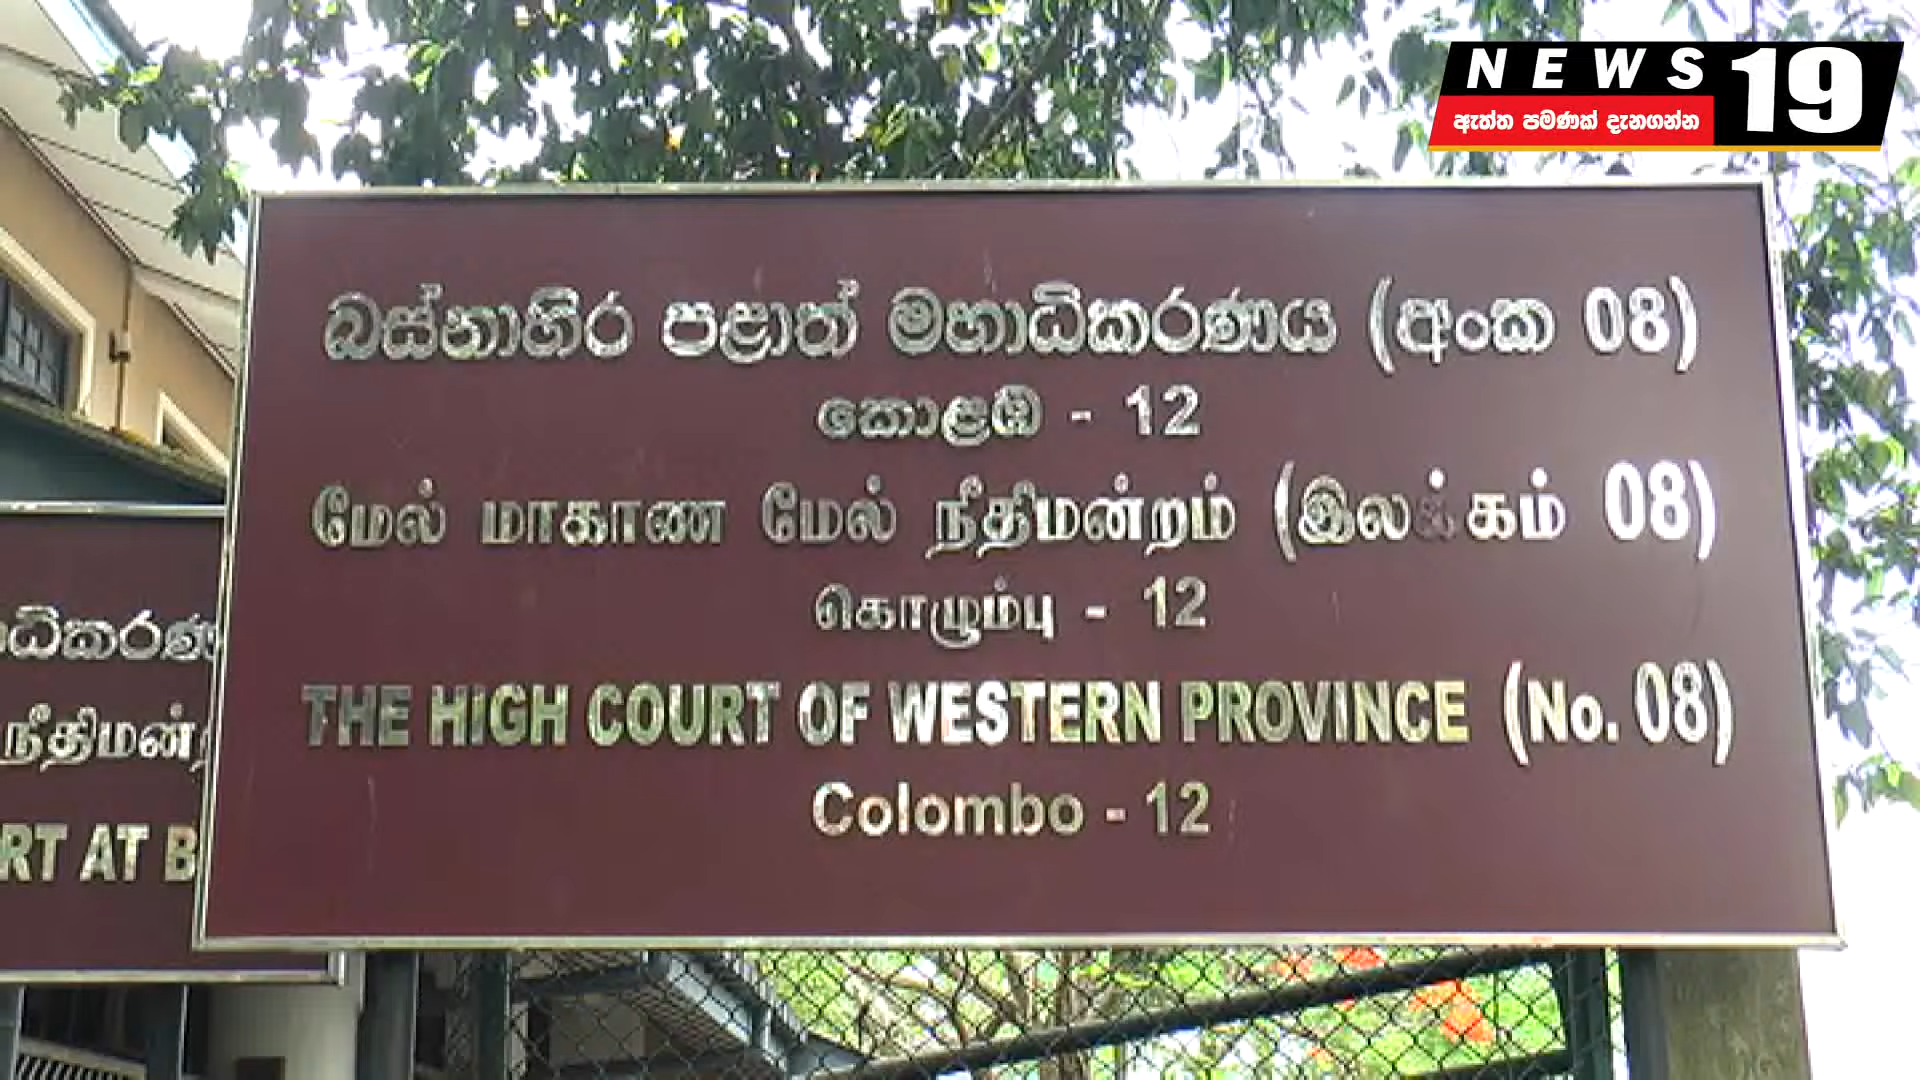 NEWS 19
ඇත්ත පමණක් දැනගන්න
බස්නාහිර පළාත් මහාධිකරණය (අංක 08)
කොළඹ - 12
மேல் மாகாண மேல் நீதிமன்றம் (இலக்கம் 08)
கொழும்பு - 12
THE HIGH COURT OF WESTERN PROVINCE (No. 08)
Colombo - 12
RT AT B